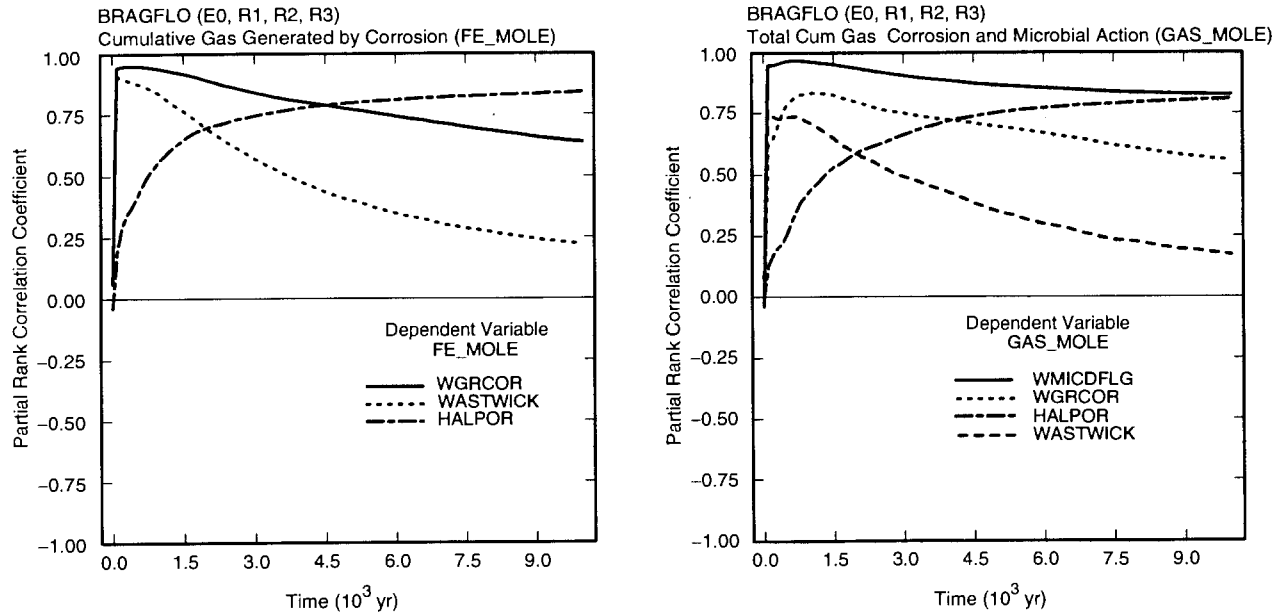 BRAGFLO (E0, R1, R2, R3)
Cumulative Gas Generated by Corrosion (FE_MOLE)
Partial Rank Correlation Coefficient
1.00
0.75
0.50
0.25
0.00
−0.25
−0.50
−0.75
−1.00
Dependent Variable
FE_MOLE
WGRCOR
WASTWICK
HALPOR
0.0 1.5 3.0 4.5 6.0 7.5 9.0
Time (10³ yr)
BRAGFLO (E0, R1, R2, R3)
Total Cum Gas Corrosion and Microbial Action (GAS_MOLE)
Partial Rank Correlation Coefficient
1.00
0.75
0.50
0.25
0.00
−0.25
−0.50
−0.75
−1.00
Dependent Variable
GAS_MOLE
WMICDFLG
WGRCOR
HALPOR
WASTWICK
0.0 1.5 3.0 4.5 6.0 7.5 9.0
Time (10³ yr)